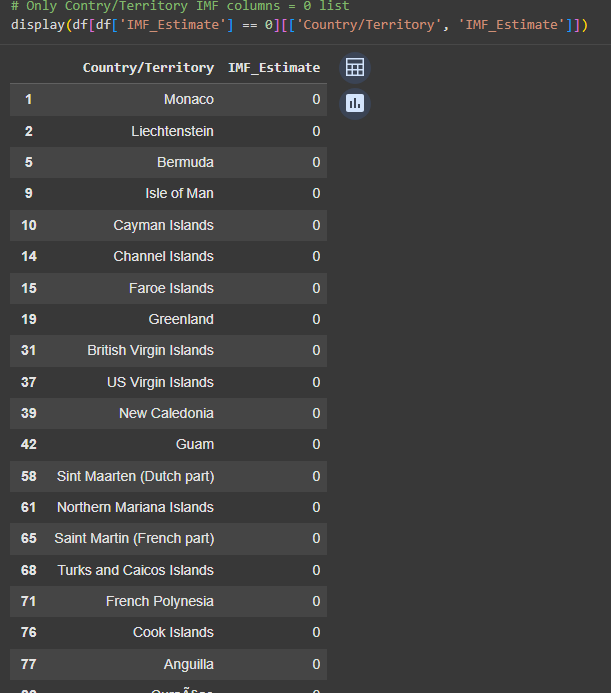 # Only Contry/Territory IMF columns = 0 list
display(df[df['IMF_Estimate'] == 0][['Country/Territory', 'IMF_Estimate']])
Country/Territory IMF_Estimate
1 Monaco 0
2 Liechtenstein 0
5 Bermuda 0
9 Isle of Man 0
10 Cayman Islands 0
14 Channel Islands 0
15 Faroe Islands 0
19 Greenland 0
31 British Virgin Islands 0
37 US Virgin Islands 0
39 New Caledonia 0
42 Guam 0
58 Sint Maarten (Dutch part) 0
61 Northern Mariana Islands 0
65 Saint Martin (French part) 0
68 Turks and Caicos Islands 0
71 French Polynesia 0
76 Cook Islands 0
77 Anguilla 0